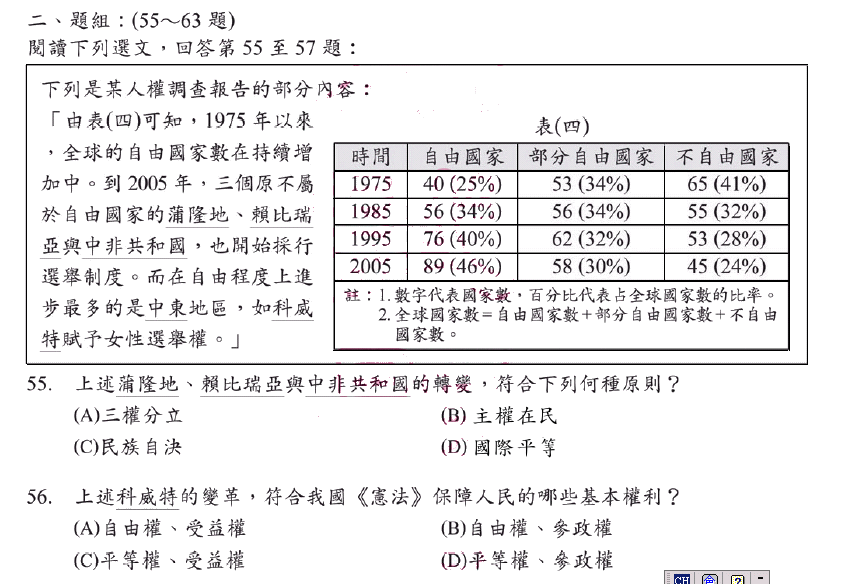 二、題組：(55～63 題)
閱讀下列選文，回答第 55 至 57 題：
下列是某人權調查報告的部分內容：
「由表(四)可知，1975 年以來
，全球的自由國家數在持續增
加中。到 2005 年，三個原不屬
於自由國家的蒲隆地、賴比瑞
亞與中非共和國，也開始採行
選舉制度。而在自由程度上進
步最多的是中東地區，如科威
特賦予女性選舉權。」
表(四)
時間 自由國家 部分自由國家 不自由國家
1975 40 (25%) 53 (34%) 65 (41%)
1985 56 (34%) 56 (34%) 55 (32%)
1995 76 (40%) 62 (32%) 53 (28%)
2005 89 (46%) 58 (30%) 45 (24%)
註：1. 數字代表國家數，百分比代表占全球國家數的比率。
2. 全球國家數＝自由國家數＋部分自由國家數＋不自由
國家數。
55. 上述蒲隆地、賴比瑞亞與中非共和國的轉變，符合下列何種原則？
(A)三權分立 (B) 主權在民
(C)民族自決 (D) 國際平等
56. 上述科威特的變革，符合我國《憲法》保障人民的哪些基本權利？
(A)自由權、受益權 (B)自由權、參政權
(C)平等權、受益權 (D)平等權、參政權
CH